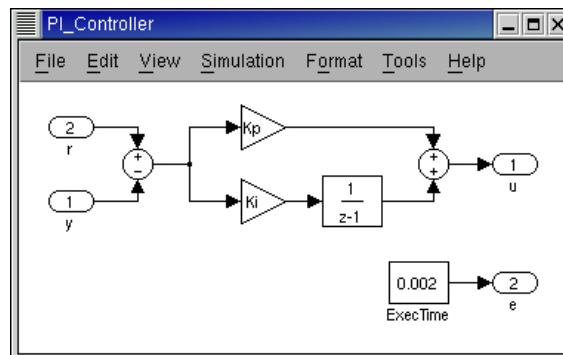 PI_Controller
File Edit View Simulation Format Tools Help
2
r
1
y
+
−
Kp
Ki
1
z-1
+
+
1
u
0.002
ExecTime
2
e